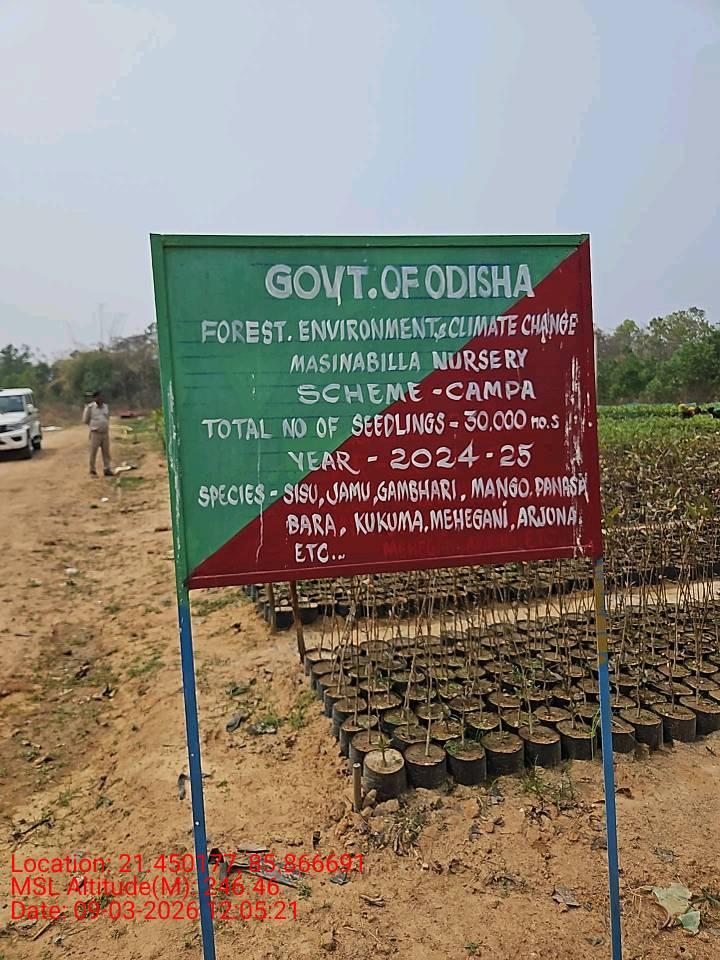 GOVT. OF ODISHA
FOREST. ENVIRONMENT & CLIMATE CHANGE
MASINABILLA NURSERY
SCHEME - CAMPA
TOTAL NO OF SEEDLINGS = 30,000 no.s
YEAR - 2024-25
SPECIES - SISU, JAMU, GAMBHARI, MANGO, PANASA
BARA, KUKUMA, MEHEGANI, ARJUNA
ETC...
Location: 21.450177, 85.866691
MSL Altitude(M): 246.46
Date: 09-03-2026 12:05:21